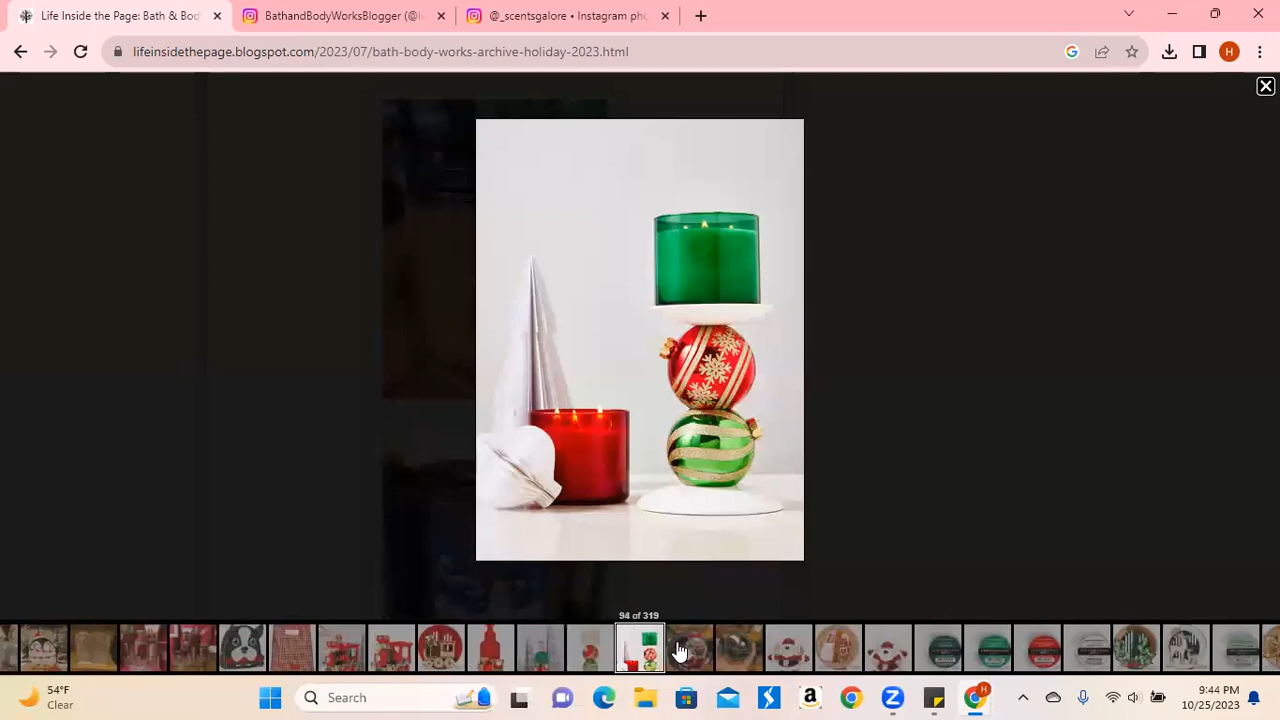 Life Inside the Page: Bath & Bod
BathandBodyWorksBlogger (@l
@_scentsgalore • Instagram pho
lifeinsidethepage.blogspot.com/2023/07/bath-body-works-archive-holiday-2023.html
H
94 of 319
54°F
Clear
Search
H
9:44 PM
10/25/2023